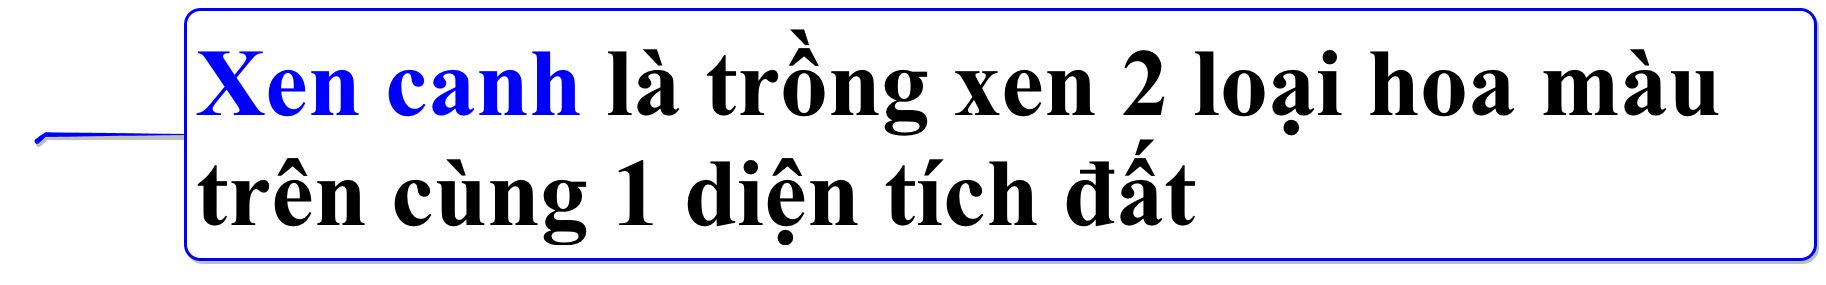 Xen canh là trồng xen 2 loại hoa màu
trên cùng 1 diện tích đất